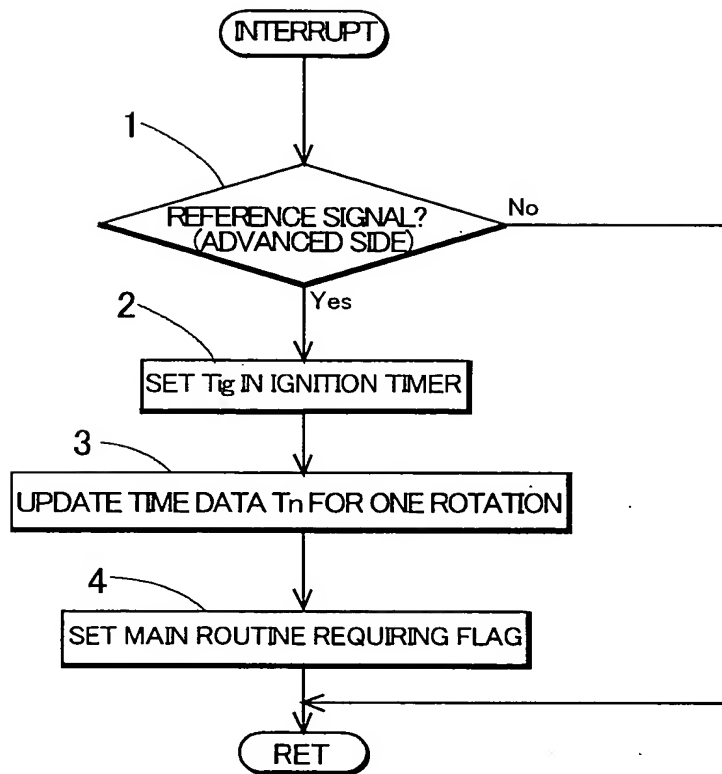 INTERRUPT
1
REFERENCE SIGNAL?
(ADVANCED SIDE)
No
Yes
2
SET Tig IN IGNITION TIMER
3
UPDATE TIME DATA Tn FOR ONE ROTATION
4
SET MAIN ROUTINE REQUIRING FLAG
RET